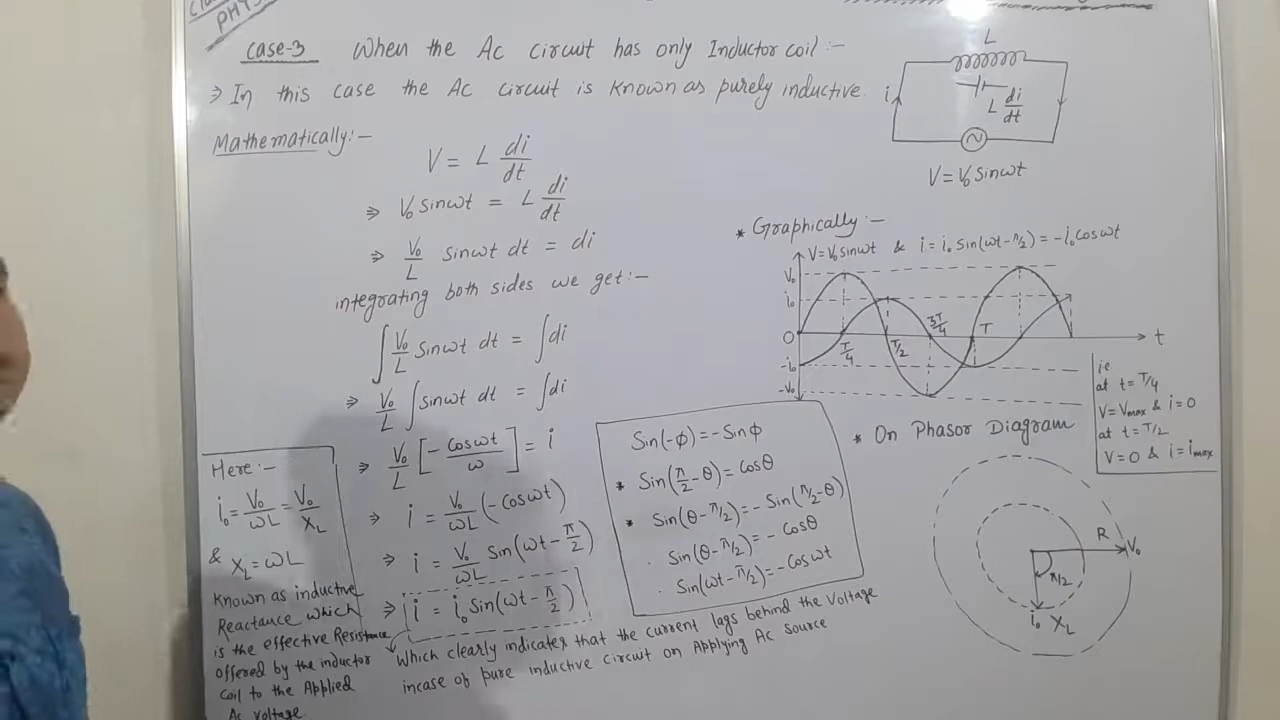 PHYS
Case-3 When the Ac circuit has only Inductor coil :-
⇒ In this case the Ac circuit is known as purely inductive.
Mathematically:-
V = L di/dt
⇒ V₀ sinωt = L di/dt
⇒ V₀/L sinωt dt = di
integrating both sides we get:-
∫ V₀/L sinωt dt = ∫di
⇒ V₀/L ∫ sinωt dt = ∫di
⇒ V₀/L [- cosωt/ω] = i
⇒ i = V₀/ωL (-cosωt)
⇒ i = V₀/ωL Sin(ωt - π/2)
⇒ i = i₀ Sin(ωt - π/2)
Which clearly indicates that the current lags behind the Voltage
incase of pure inductive circuit on Applying Ac source
Here:-
i₀ = V₀/ωL = V₀/X_L
& X_L = ωL
Known as inductive
Reactance which
is the effective Resistance
offered by the inductor
coil to the Applied
Ac voltage
Sin(-ϕ) = -Sinϕ
* Sin(π/2 - θ) = cosθ
* Sin(θ - π/2) = - Sin(π/2 - θ)
. Sin(θ - π/2) = - cosθ
. Sin(ωt - π/2) = - cosωt
L
i
L di/dt
V = V₀ sinωt
* Graphically :-
V = V₀ sinωt & i = i₀ Sin(ωt - π/2) = -i₀ cosωt
V₀
i₀
O
-i₀
-V₀
T/4
T/2
3T/4
T
t
ie
at t = T/4
V = Vmax & i = 0
at t = T/2
V = 0 & i = imax
* On Phasor Diagram
R
V₀
π/2
i₀
X_L